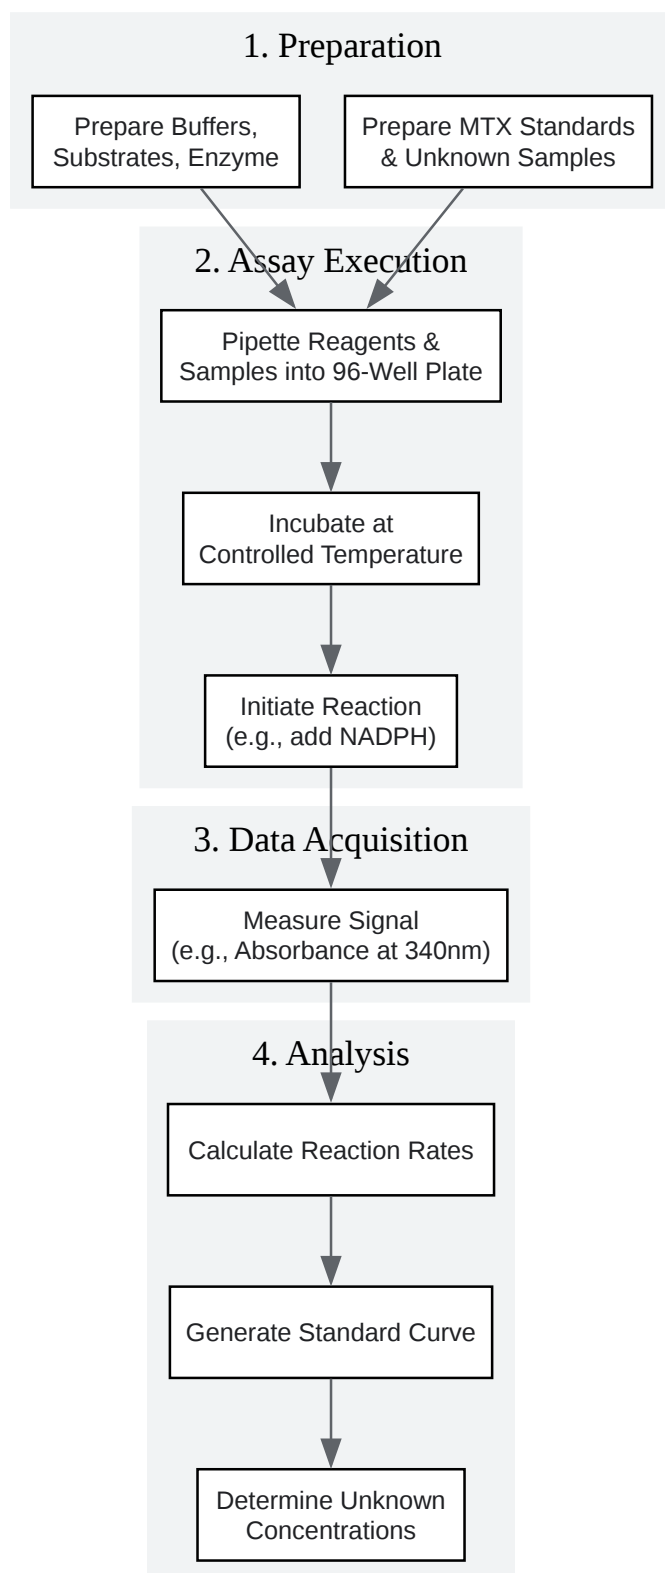 1. Preparation
Prepare Buffers,
Substrates, Enzyme
Prepare MTX Standards
& Unknown Samples
2. Assay Execution
Pipette Reagents &
Samples into 96-Well Plate
Incubate at
Controlled Temperature
Initiate Reaction
(e.g., add NADPH)
3. Data Acquisition
Measure Signal
(e.g., Absorbance at 340nm)
4. Analysis
Calculate Reaction Rates
Generate Standard Curve
Determine Unknown
Concentrations